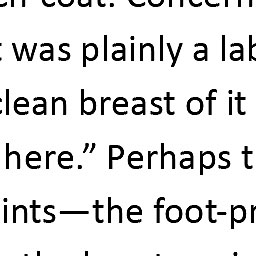 coat. Concern
was plainly a lab
clean breast of it
here.” Perhaps t
ints—the foot-pr